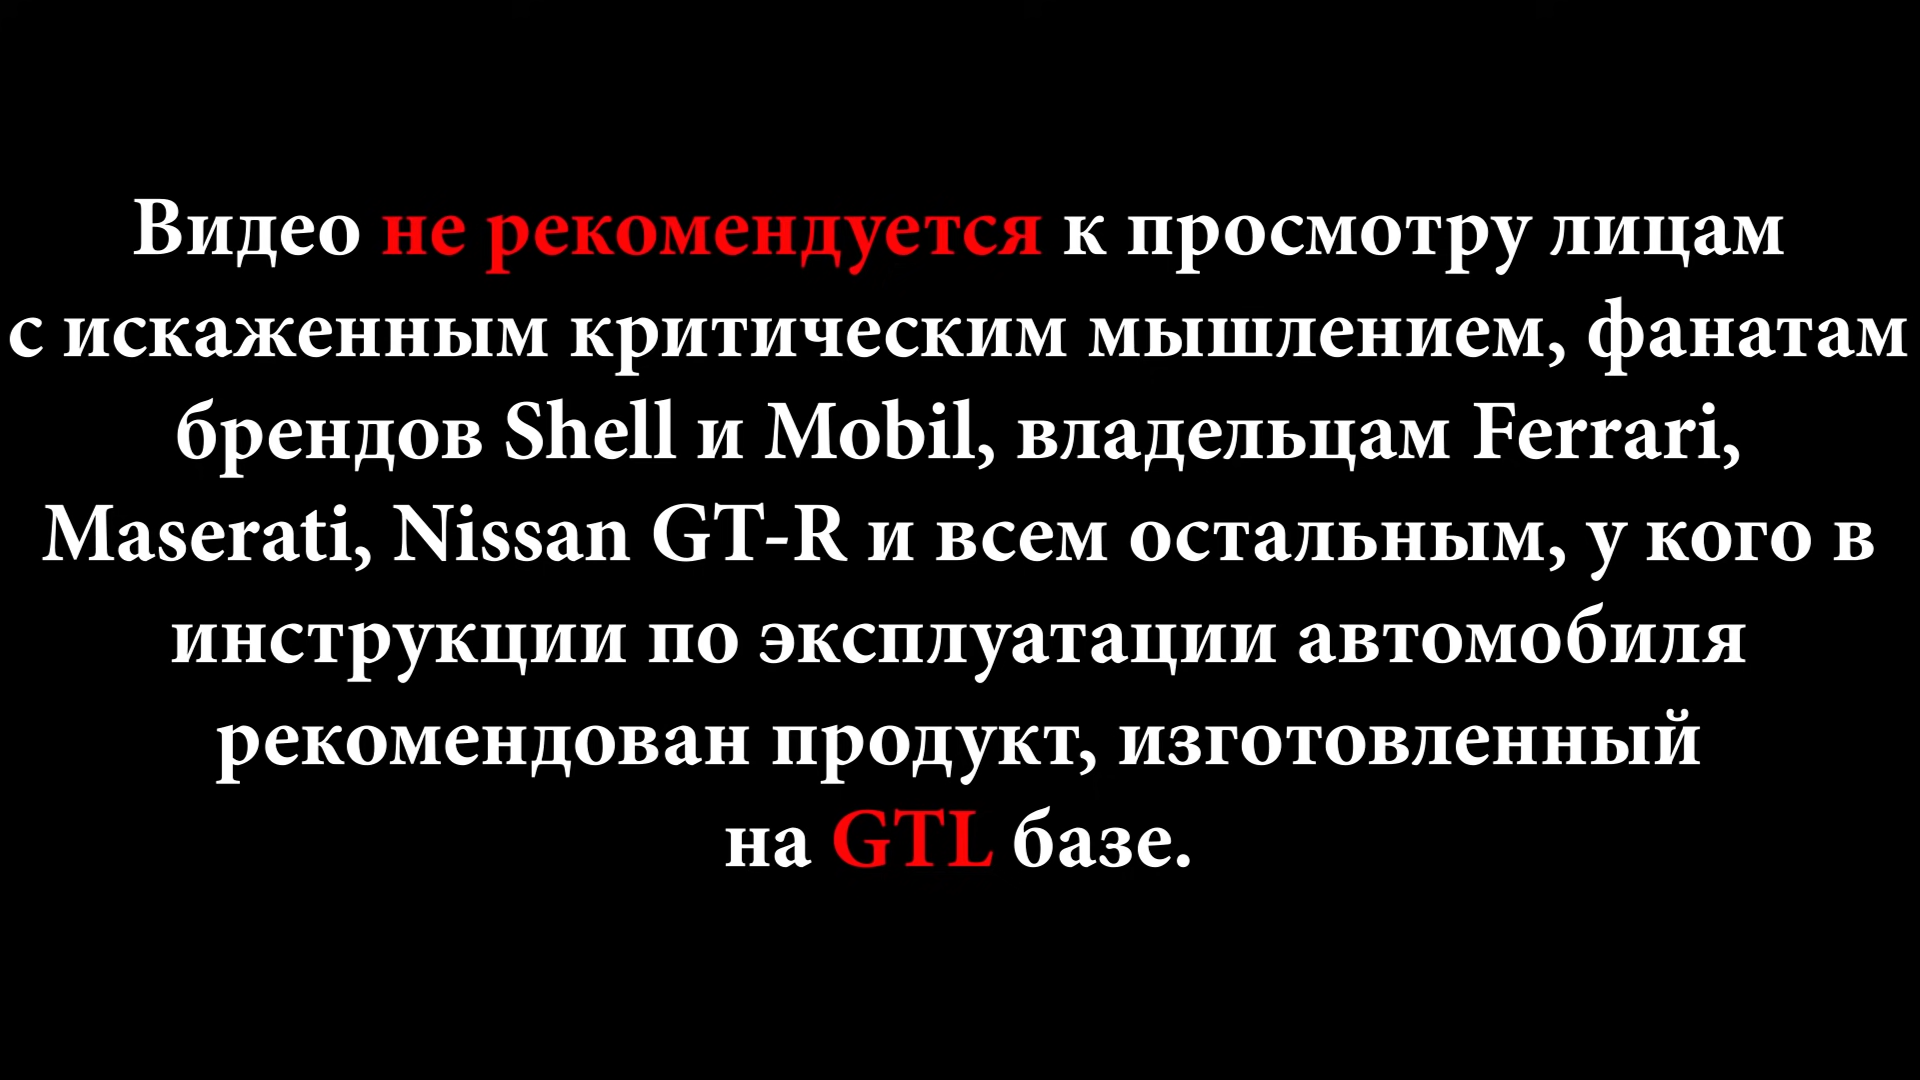 Видео не рекомендуется к просмотру лицам
с искаженным критическим мышлением, фанатам
брендов Shell и Mobil, владельцам Ferrari,
Maserati, Nissan GT-R и всем остальным, у кого в
инструкции по эксплуатации автомобиля
рекомендован продукт, изготовленный
на GTL базе.